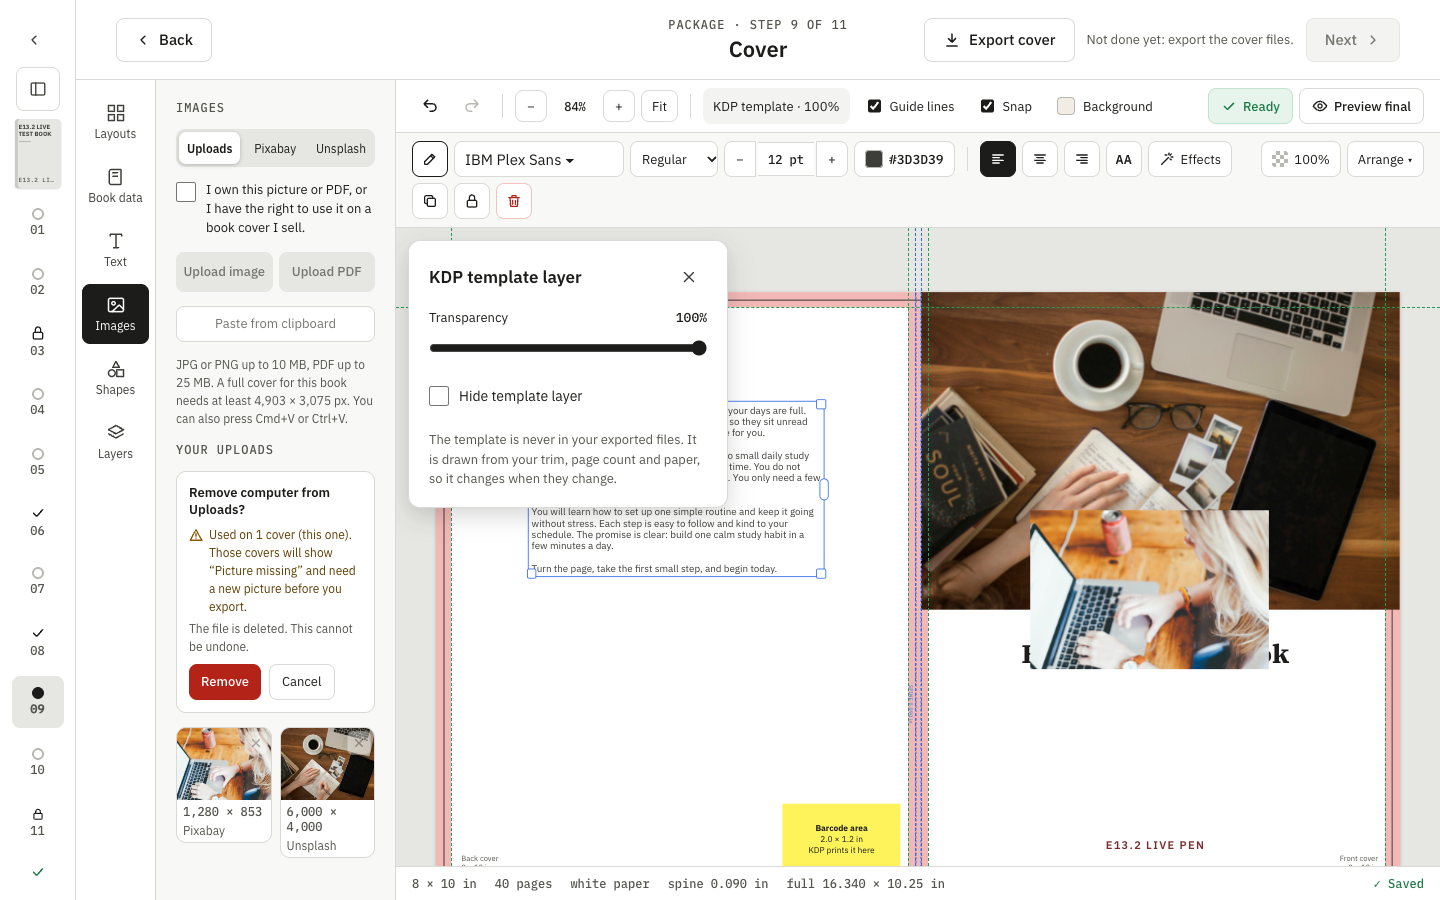 PACKAGE · STEP 9 OF 11
Back
Cover
Export cover
Not done yet: export the cover files.
Next
E13.2 LIVE
TEST BOOK
E13.2 LI…
01
02
03
04
05
06
07
08
09
10
11
Layouts
Book data
Text
Images
Shapes
Layers
IMAGES
Uploads
Pixabay
Unsplash
I own this picture or PDF, or
I have the right to use it on a
book cover I sell.
Upload image
Upload PDF
Paste from clipboard
JPG or PNG up to 10 MB, PDF up to
25 MB. A full cover for this book
needs at least 4,903 × 3,075 px. You
can also press Cmd+V or Ctrl+V.
YOUR UPLOADS
Remove computer from
Uploads?
Used on 1 cover (this one).
Those covers will show
“Picture missing” and need
a new picture before you
export.
The file is deleted. This cannot
be undone.
Remove
Cancel
1,280 × 853
Pixabay
6,000 ×
4,000
Unsplash
84%
Fit
KDP template · 100%
Guide lines
Snap
Background
Ready
Preview final
IBM Plex Sans
Regular
12 pt
#3D3D39
AA
Effects
100%
Arrange
KDP template layer
Transparency
100%
Hide template layer
The template is never in your exported files. It
is drawn from your trim, page count and paper,
so it changes when they change.
your days are full.
so they sit unread
for you.
small daily study
time. You do not
. You only need a few
You will learn how to set up one simple routine and keep it going
without stress. Each step is easy to follow and kind to your
schedule. The promise is clear: build one calm study habit in a
few minutes a day.
Turn the page, take the first small step, and begin today.
SOUL
ok
Barcode area
2.0 × 1.2 in
KDP prints it here
E13.2 LIVE PEN
Back cover
Front cover
8 × 10 in
40 pages
white paper
spine 0.090 in
full 16.340 × 10.25 in
✓ Saved